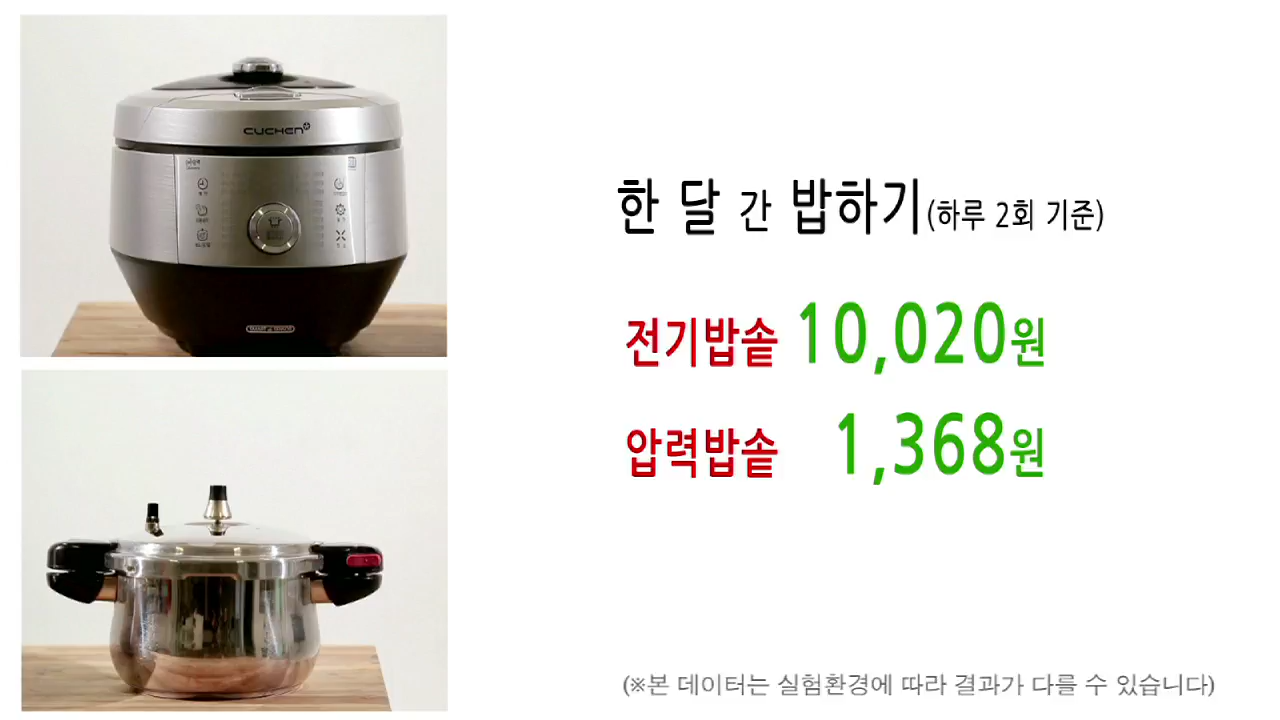 CUCHEN
한 달 간 밥하기(하루 2회 기준)
전기밥솥 10,020원
압력밥솥 1,368원
(※본 데이터는 실험환경에 따라 결과가 다를 수 있습니다)